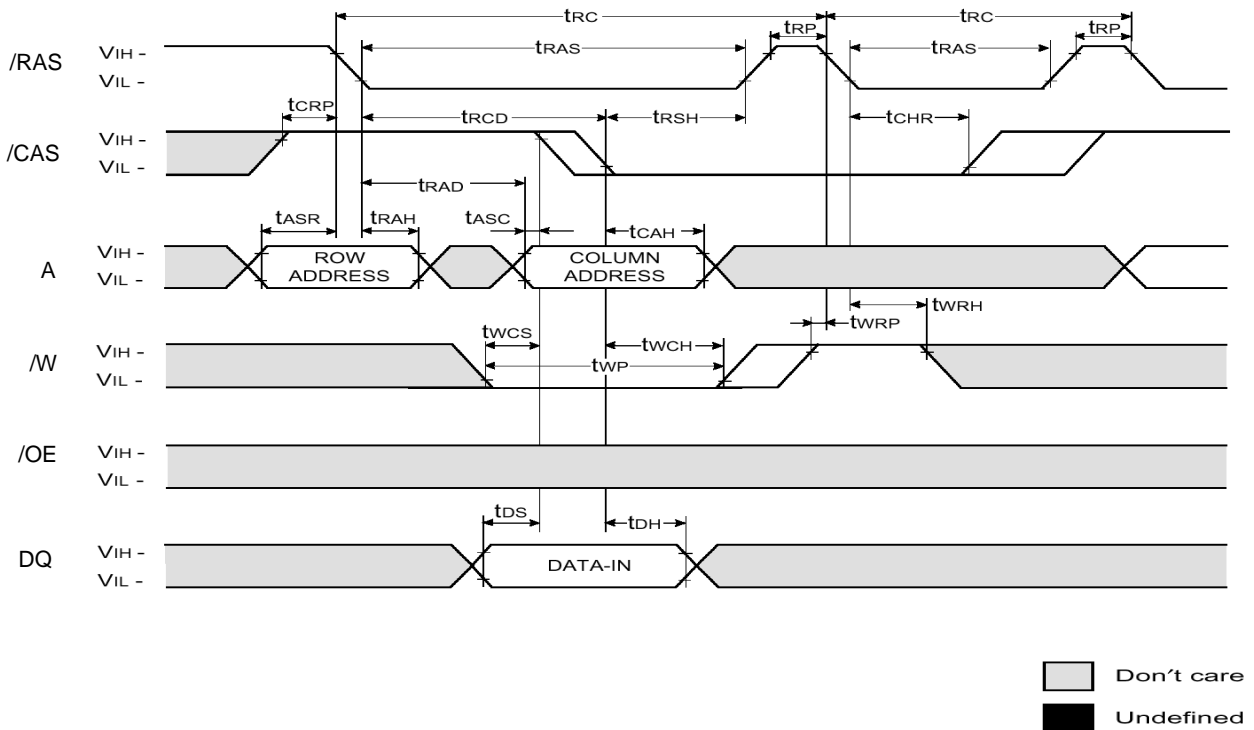 tRC tRC
tRP tRP
/RAS VIH - tRAS tRAS
VIL -
tCRP tRCD tRSH tCHR
/CAS VIH -
VIL -
tRAD
tASR tRAH tASC tCAH
A VIH - ROW ADDRESS COLUMN ADDRESS
VIL -
tWRH
tWRP
tWCS tWCH
/W VIH -
tWP
VIL -
/OE VIH -
VIL -
tDS tDH
DQ VIH -
DATA-IN
VIL -
Don't care
Undefined